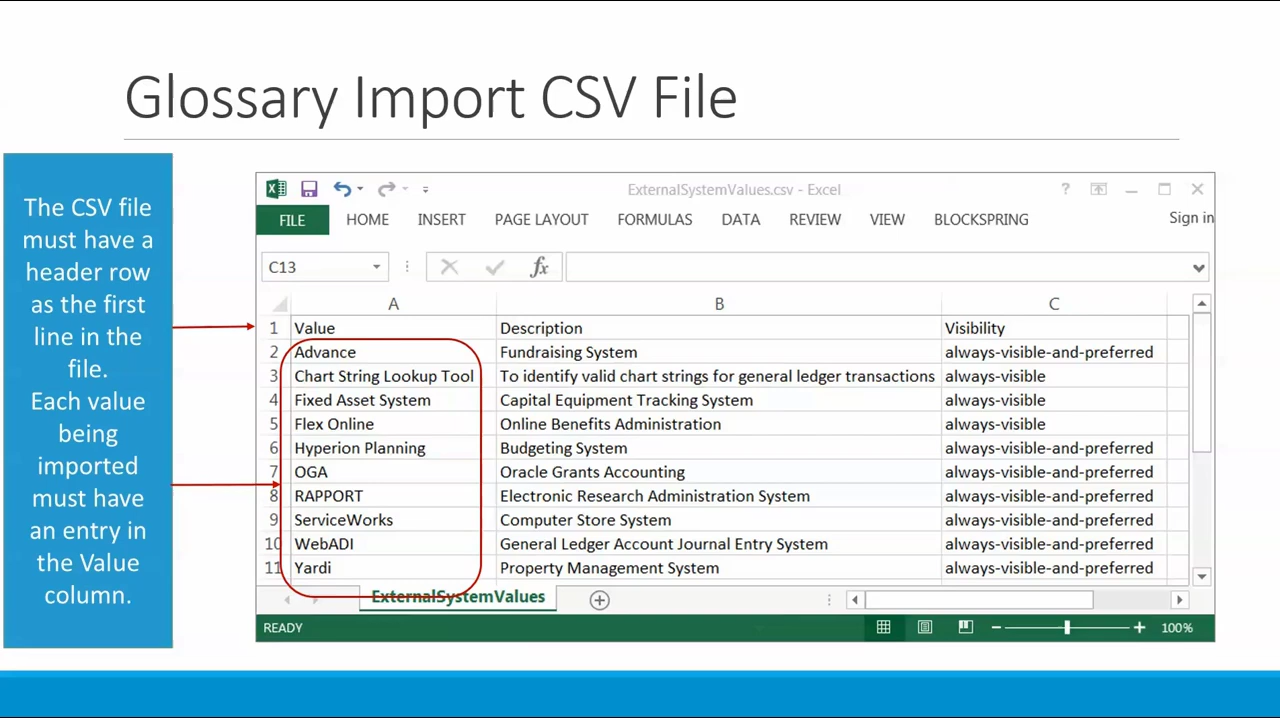 Glossary Import CSV File
The CSV file
must have a
header row
as the first
line in the
file.
Each value
being
imported
must have
an entry in
the Value
column.
ExternalSystemValues.csv - Excel
?
FILE HOME INSERT PAGE LAYOUT FORMULAS DATA REVIEW VIEW BLOCKSPRING Sign in
C13 fx
A B C
1 Value Description Visibility
2 Advance Fundraising System always-visible-and-preferred
3 Chart String Lookup Tool To identify valid chart strings for general ledger transactions always-visible
4 Fixed Asset System Capital Equipment Tracking System always-visible
5 Flex Online Online Benefits Administration always-visible
6 Hyperion Planning Budgeting System always-visible-and-preferred
7 OGA Oracle Grants Accounting always-visible-and-preferred
8 RAPPORT Electronic Research Administration System always-visible-and-preferred
9 ServiceWorks Computer Store System always-visible-and-preferred
10 WebADI General Ledger Account Journal Entry System always-visible-and-preferred
11 Yardi Property Management System always-visible-and-preferred
ExternalSystemValues
READY 100%